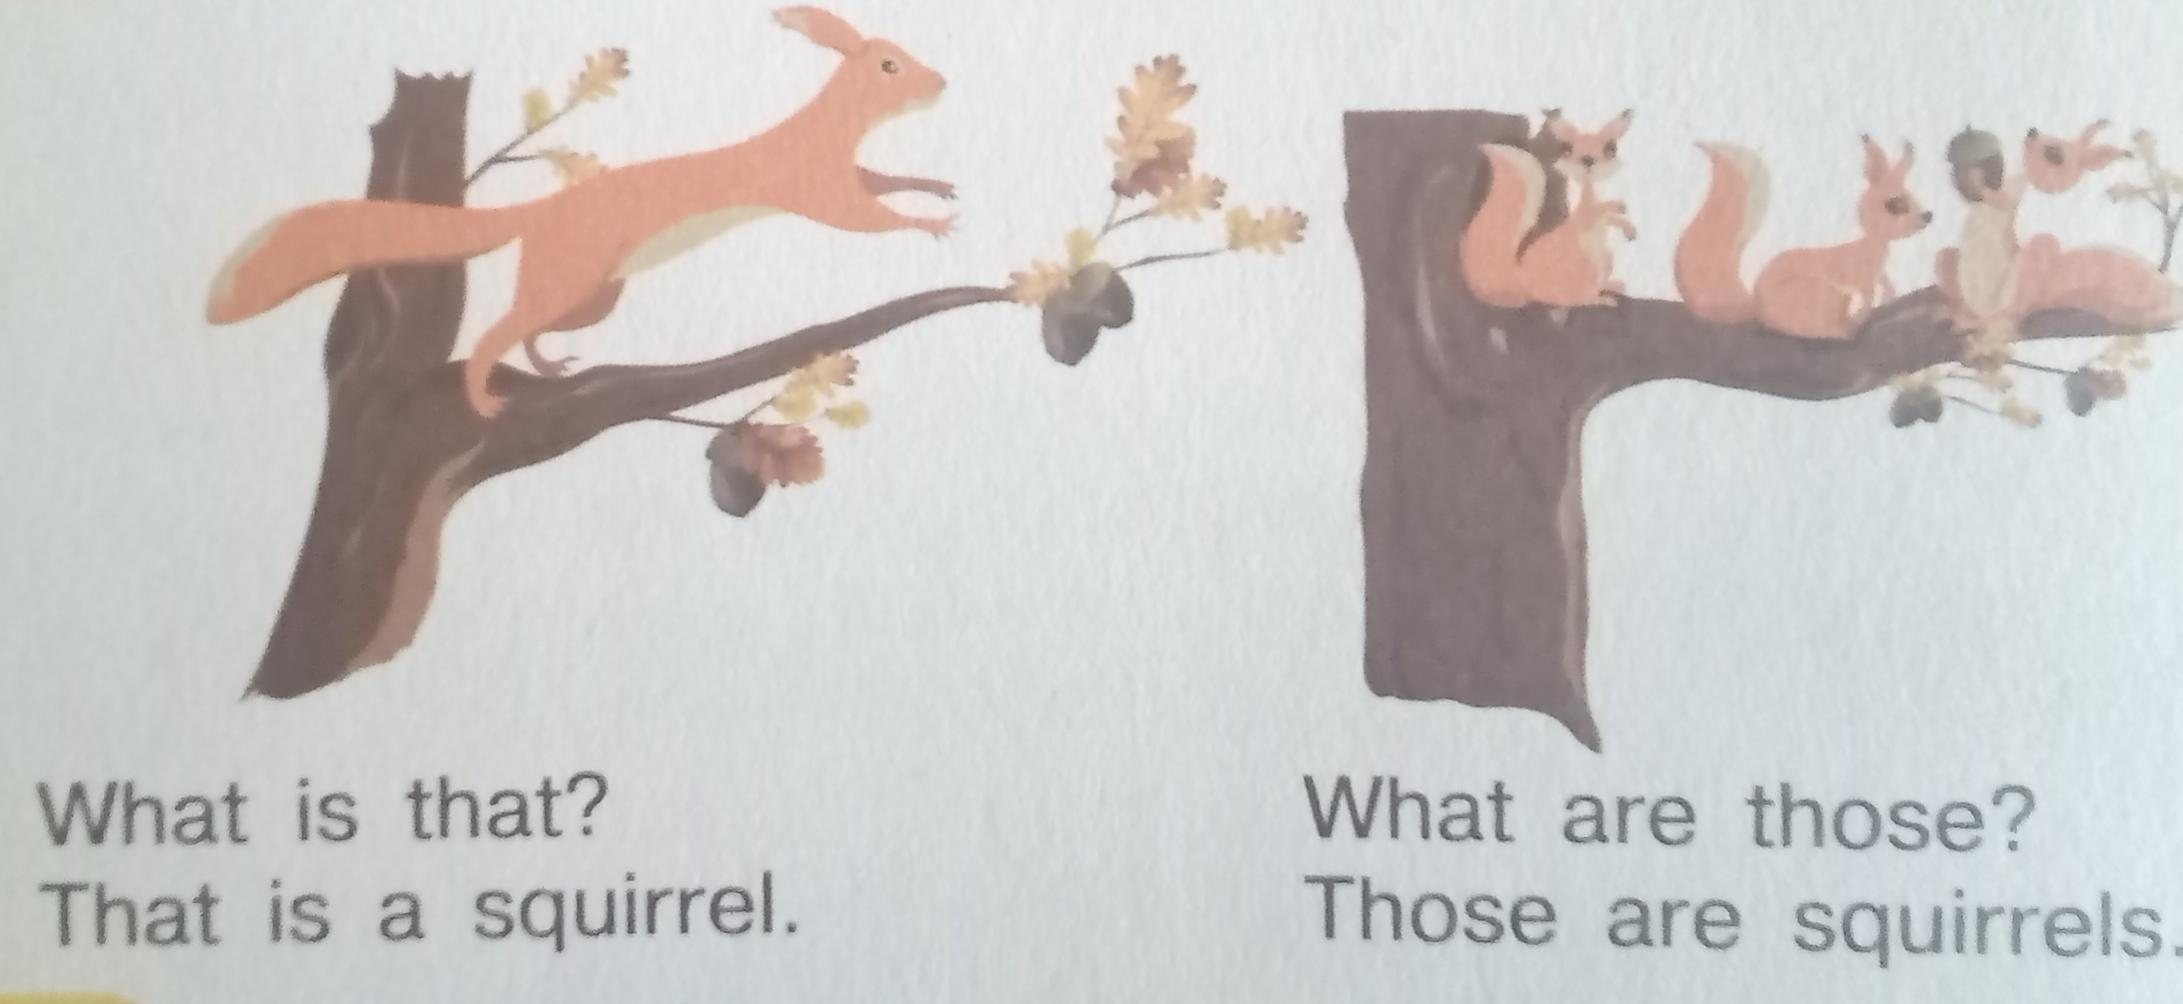 What is that?
That is a squirrel.
What are those?
Those are squirrels.